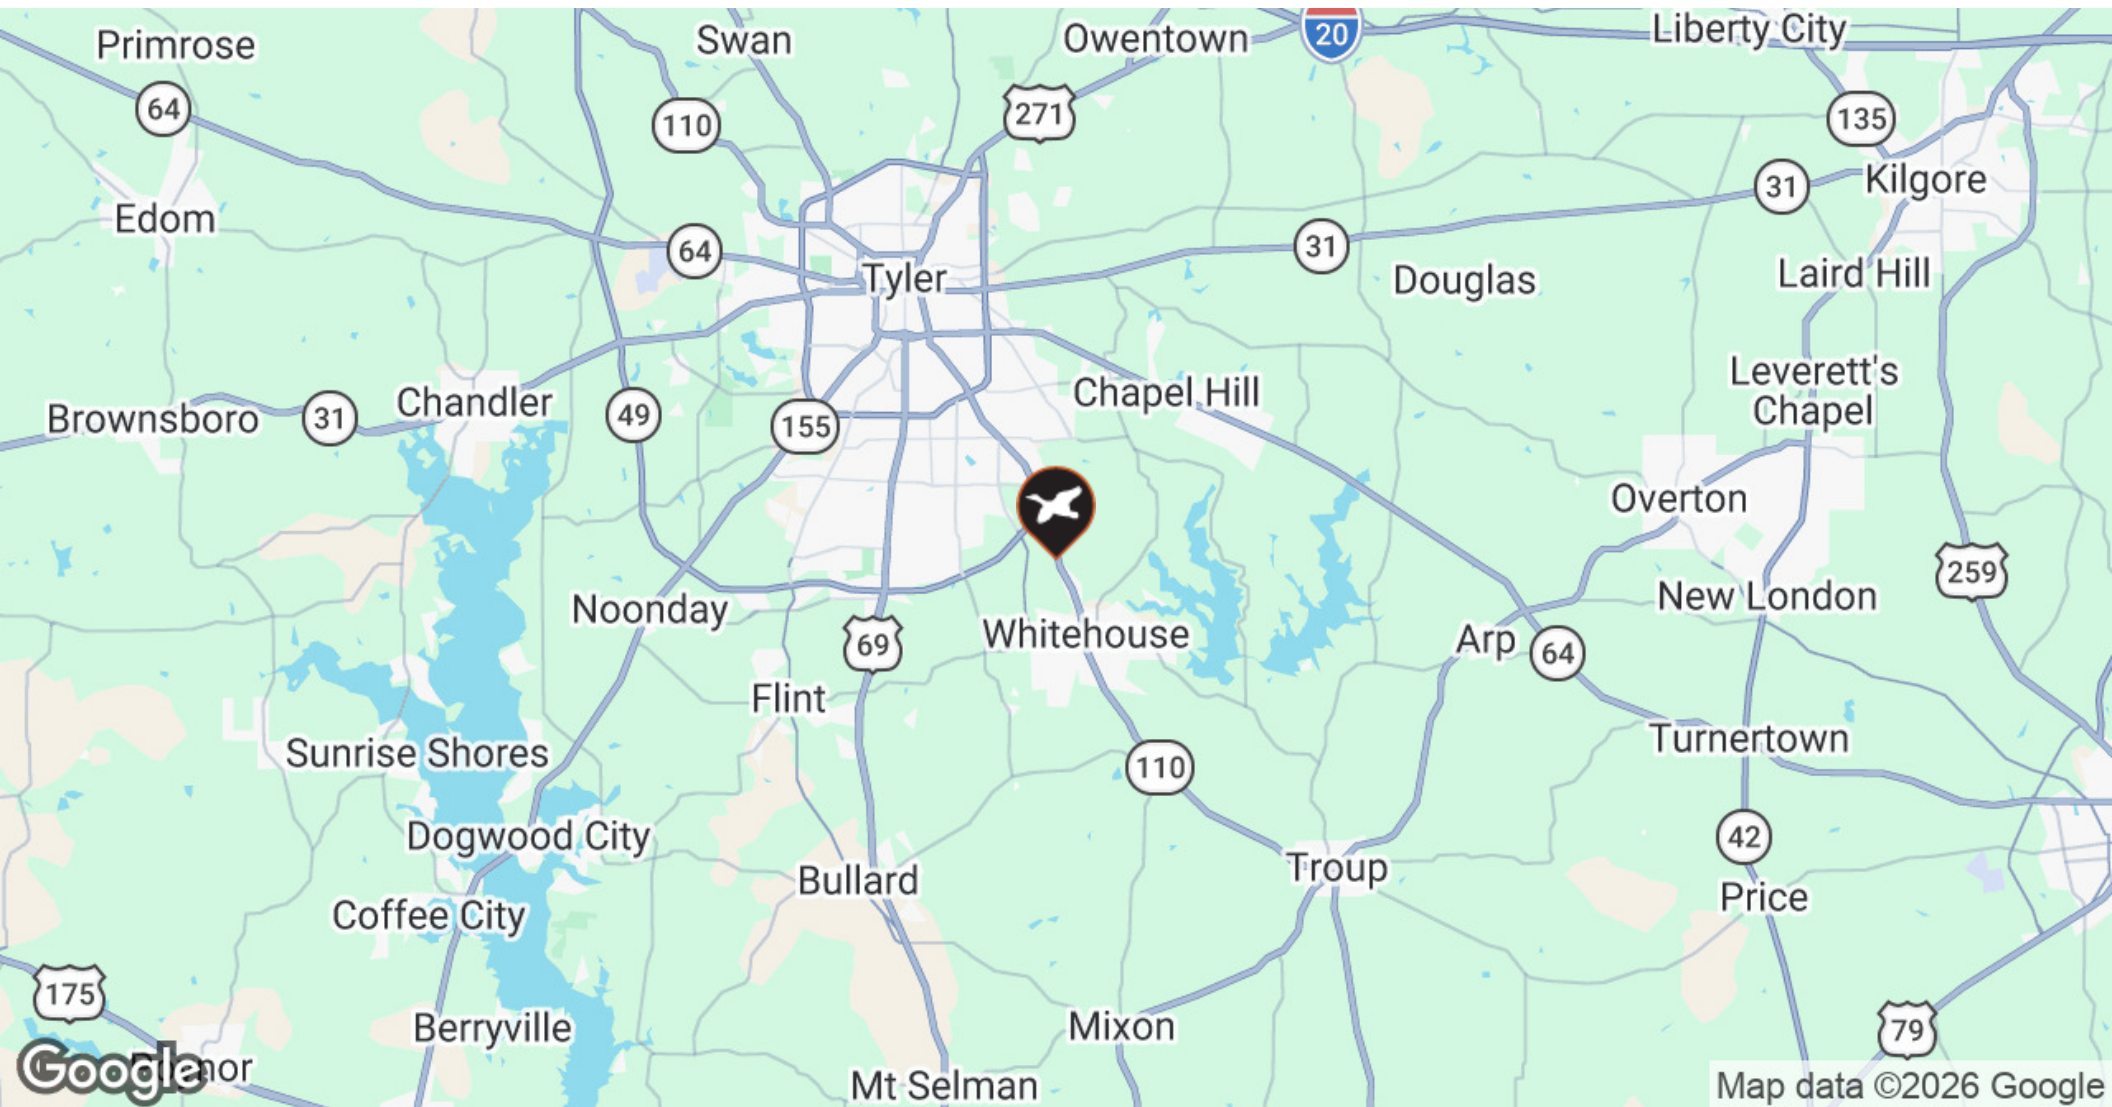 Primrose
Swan
Owentown
20
Liberty City
64
110
271
135
Edom
64
Tyler
31
31
Kilgore
Douglas
Laird Hill
Brownsboro
31
Chandler
49
155
Chapel Hill
Leverett's
Chapel
Overton
259
Noonday
69
Whitehouse
Arp
64
New London
Flint
Sunrise Shores
110
Turnertown
Dogwood City
Bullard
Troup
42
Price
Coffee City
175
Berryville
Mixon
79
Google
Mt Selman
Map data ©2026 Google